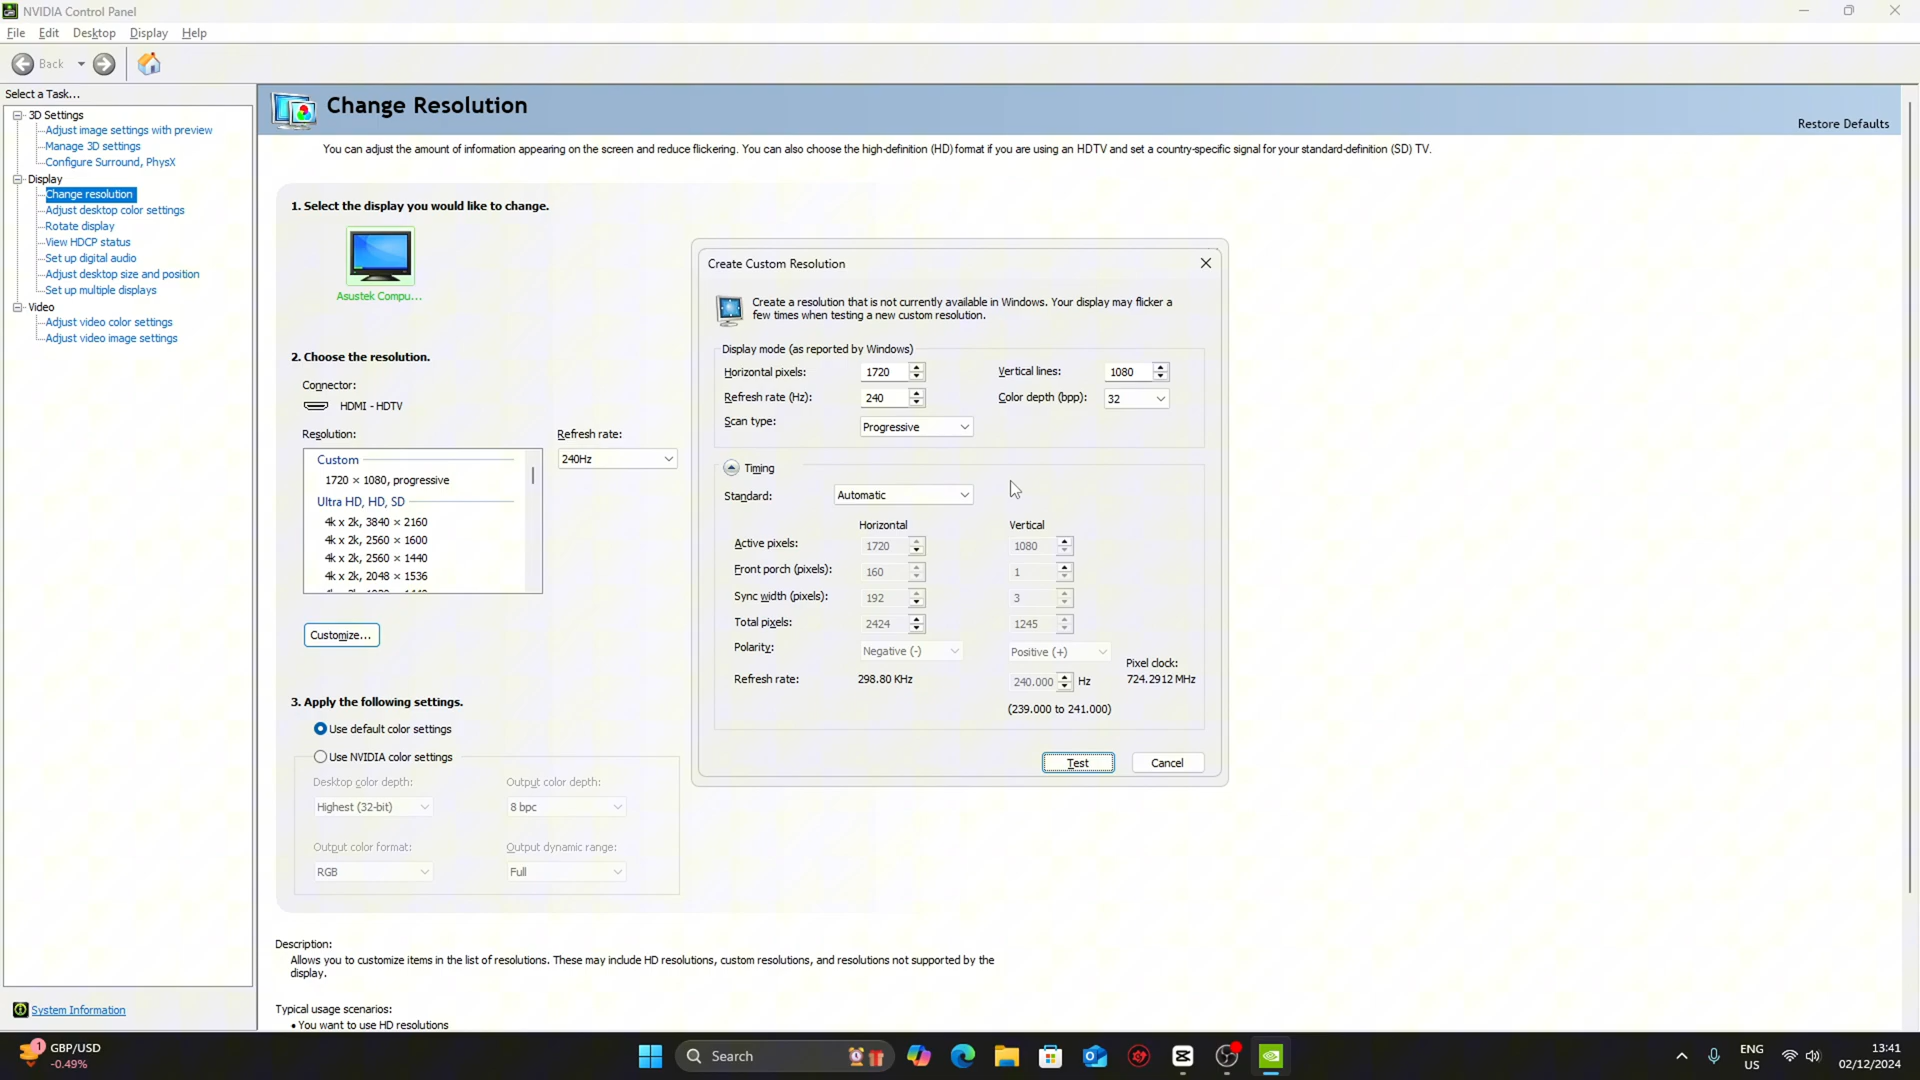 NVIDIA Control Panel
File Edit Desktop Display Help
Back
Select a Task...
3D Settings
Adjust image settings with preview
Manage 3D settings
Configure Surround, PhysX
Display
Change resolution
Adjust desktop color settings
Rotate display
View HDCP status
Set up digital audio
Adjust desktop size and position
Set up multiple displays
Video
Adjust video color settings
Adjust video image settings
System Information
Change Resolution
Restore Defaults
You can adjust the amount of information appearing on the screen and reduce flickering. You can also choose the high-definition (HD) format if you are using an HDTV and set a country-specific signal for your standard-definition (SD) TV.
1. Select the display you would like to change.
Asustek Compu...
2. Choose the resolution.
Connector:
HDMI - HDTV
Resolution:
Refresh rate:
Custom
1720 × 1080, progressive
Ultra HD, HD, SD
4k x 2k, 3840 × 2160
4k x 2k, 2560 × 1600
4k x 2k, 2560 × 1440
4k x 2k, 2048 × 1536
240Hz
Customize...
3. Apply the following settings.
Use default color settings
Use NVIDIA color settings
Desktop color depth: Output color depth:
Highest (32-bit) 8 bpc
Output color format: Output dynamic range:
RGB Full
Description:
Allows you to customize items in the list of resolutions. These may include HD resolutions, custom resolutions, and resolutions not supported by the
display.
Typical usage scenarios:
• You want to use HD resolutions
Create Custom Resolution
Create a resolution that is not currently available in Windows. Your display may flicker a
few times when testing a new custom resolution.
Display mode (as reported by Windows)
Horizontal pixels: 1720 Vertical lines: 1080
Refresh rate (Hz): 240 Color depth (bpp): 32
Scan type: Progressive
Timing
Standard: Automatic
Horizontal Vertical
Active pixels: 1720 1080
Front porch (pixels): 160 1
Sync width (pixels): 192 3
Total pixels: 2424 1245
Polarity: Negative (-) Positive (+)
Pixel clock:
Refresh rate: 298.80 KHz 240.000 Hz 724.2912 MHz
(239.000 to 241.000)
Test Cancel
1
GBP/USD
-0.49%
Search
ENG
US
13:41
02/12/2024